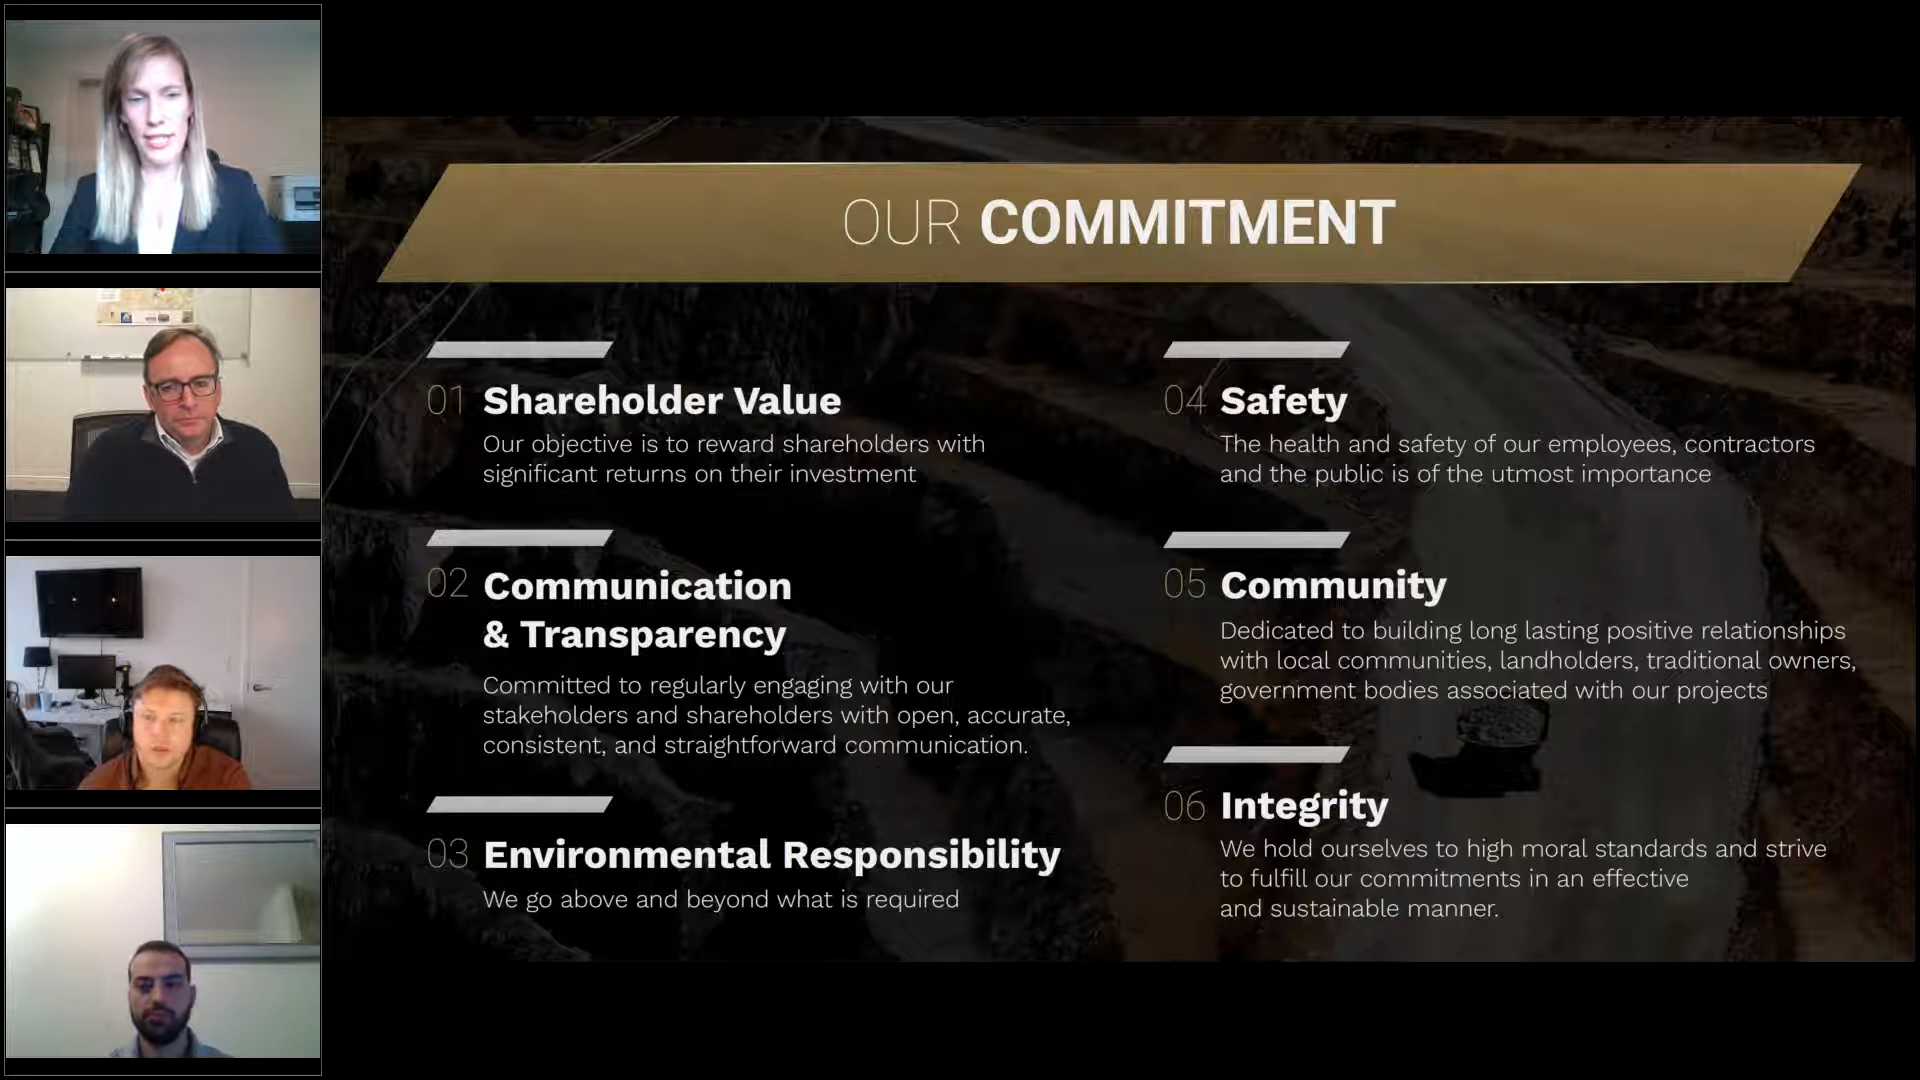 OUR COMMITMENT
01 Shareholder Value
Our objective is to reward shareholders with
significant returns on their investment
02 Communication
& Transparency
Committed to regularly engaging with our
stakeholders and shareholders with open, accurate,
consistent, and straightforward communication.
03 Environmental Responsibility
We go above and beyond what is required
04 Safety
The health and safety of our employees, contractors
and the public is of the utmost importance
05 Community
Dedicated to building long lasting positive relationships
with local communities, landholders, traditional owners,
government bodies associated with our projects
06 Integrity
We hold ourselves to high moral standards and strive
to fulfill our commitments in an effective
and sustainable manner.